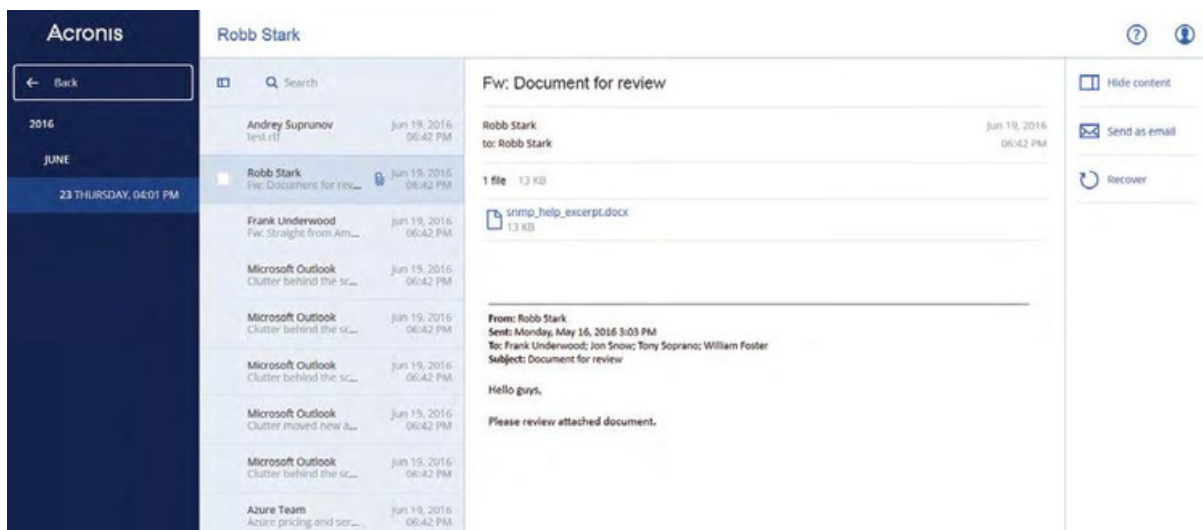 Acronis
Robb Stark
Back
2016
JUNE
23 THURSDAY, 04:01 PM
Search
Andrey Suprunov Jun 19, 2016
test rtf 06:42 PM
Robb Stark Jun 19, 2016
Fw: Document for rev... 06:42 PM
Frank Underwood Jun 19, 2016
Fw: Straight from Am... 06:42 PM
Microsoft Outlook Jun 19, 2016
Clutter behind the sc... 06:42 PM
Microsoft Outlook Jun 19, 2016
Clutter behind the sc... 06:42 PM
Microsoft Outlook Jun 19, 2016
Clutter behind the sc... 06:42 PM
Microsoft Outlook Jun 19, 2016
Clutter moved new a... 06:42 PM
Microsoft Outlook Jun 19, 2016
Clutter behind the sc... 06:42 PM
Azure Team Jun 19, 2016
Azure pricing and ser... 06:42 PM
Fw: Document for review
Robb Stark Jun 19, 2016
to: Robb Stark 06:42 PM
1 file 13 KB
snmp_help_excerpt.docx
13 KB
From: Robb Stark
Sent: Monday, May 16, 2016 3:03 PM
To: Frank Underwood; Jon Snow; Tony Soprano; William Foster
Subject: Document for review
Hello guys,
Please review attached document.
Hide content
Send as email
Recover